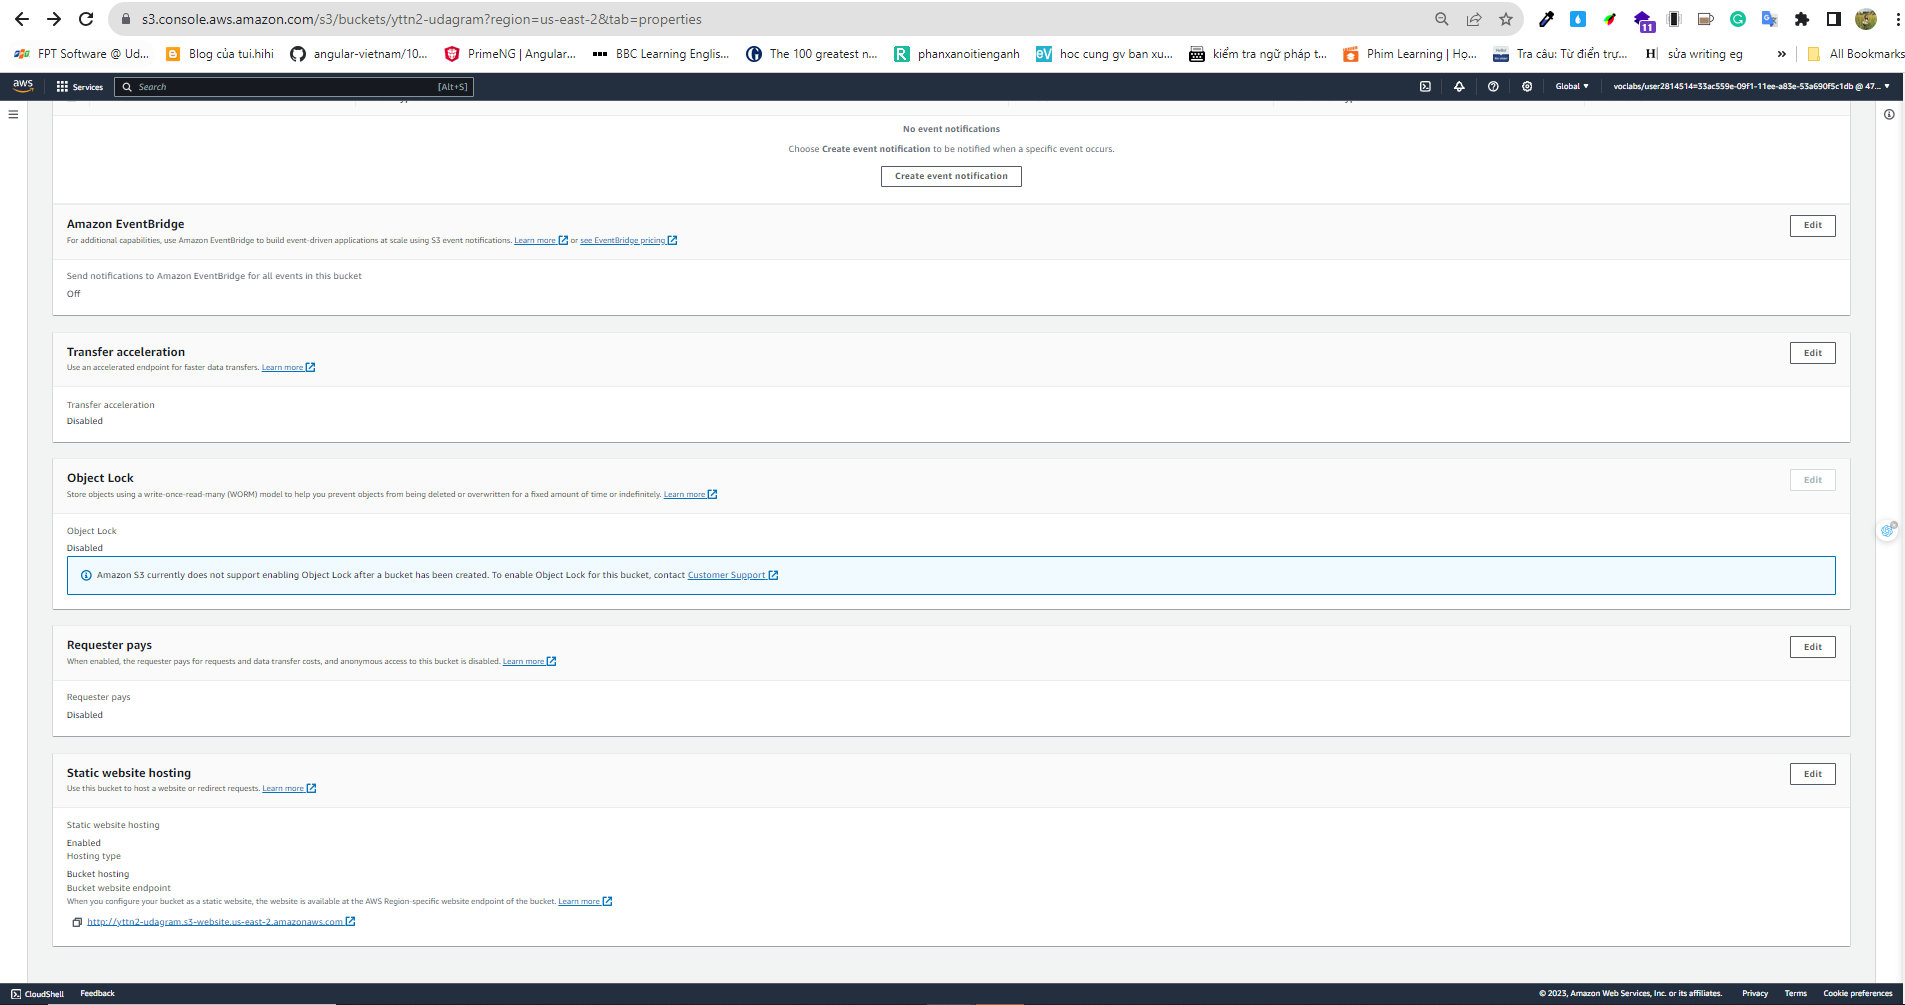 s3.console.aws.amazon.com/s3/buckets/yttn2-udagram?region=us-east-2&tab=properties
11
FPT Software @ Ud... Blog của tui.hihi angular-vietnam/10... PrimeNG | Angular... BBC Learning Englis... The 100 greatest n... R phanxanoitienganh eV hoc cung gv ban xu... kiểm tra ngữ pháp t... Phim Learning | Họ... Tra câu: Từ điển trự... H sửa writing eg » All Bookmarks
aws Services Search [Alt+S] Global voclabs/user2814514=33ac559e-09f1-11ee-a83e-53a690f5c1db @ 47...
No event notifications
Choose Create event notification to be notified when a specific event occurs.
Create event notification
Amazon EventBridge
Edit
For additional capabilities, use Amazon EventBridge to build event-driven applications at scale using S3 event notifications. Learn more or see EventBridge pricing
Send notifications to Amazon EventBridge for all events in this bucket
Off
Transfer acceleration
Edit
Use an accelerated endpoint for faster data transfers. Learn more
Transfer acceleration
Disabled
Object Lock
Edit
Store objects using a write-once-read-many (WORM) model to help you prevent objects from being deleted or overwritten for a fixed amount of time or indefinitely. Learn more
Object Lock
Disabled
Amazon S3 currently does not support enabling Object Lock after a bucket has been created. To enable Object Lock for this bucket, contact Customer Support
Requester pays
Edit
When enabled, the requester pays for requests and data transfer costs, and anonymous access to this bucket is disabled. Learn more
Requester pays
Disabled
Static website hosting
Edit
Use this bucket to host a website or redirect requests. Learn more
Static website hosting
Enabled
Hosting type
Bucket hosting
Bucket website endpoint
When you configure your bucket as a static website, the website is available at the AWS Region-specific website endpoint of the bucket. Learn more
http://yttn2-udagram.s3-website.us-east-2.amazonaws.com
CloudShell Feedback © 2023, Amazon Web Services, Inc. or its affiliates. Privacy Terms Cookie preferences